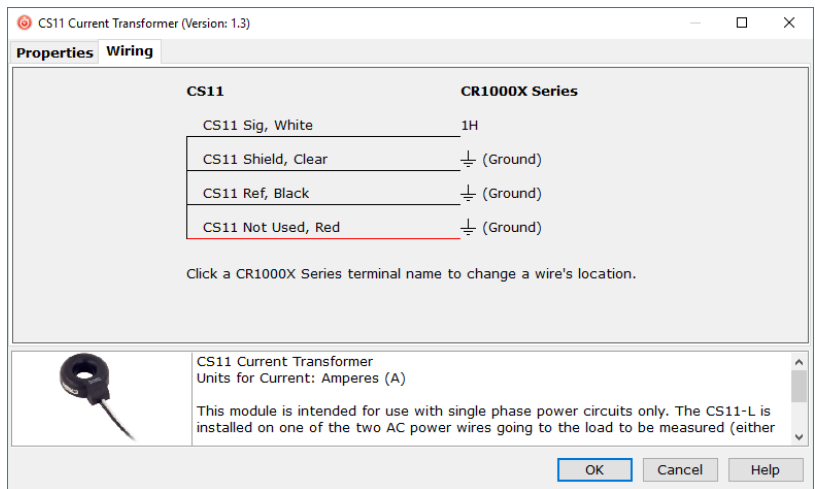 CS11 Current Transformer (Version: 1.3)
Properties Wiring
CS11 CR1000X Series
CS11 Sig, White 1H
CS11 Shield, Clear (Ground)
CS11 Ref, Black (Ground)
CS11 Not Used, Red (Ground)
Click a CR1000X Series terminal name to change a wire's location.
CS11 Current Transformer
Units for Current: Amperes (A)
This module is intended for use with single phase power circuits only. The CS11-L is
installed on one of the two AC power wires going to the load to be measured (either
OK Cancel Help